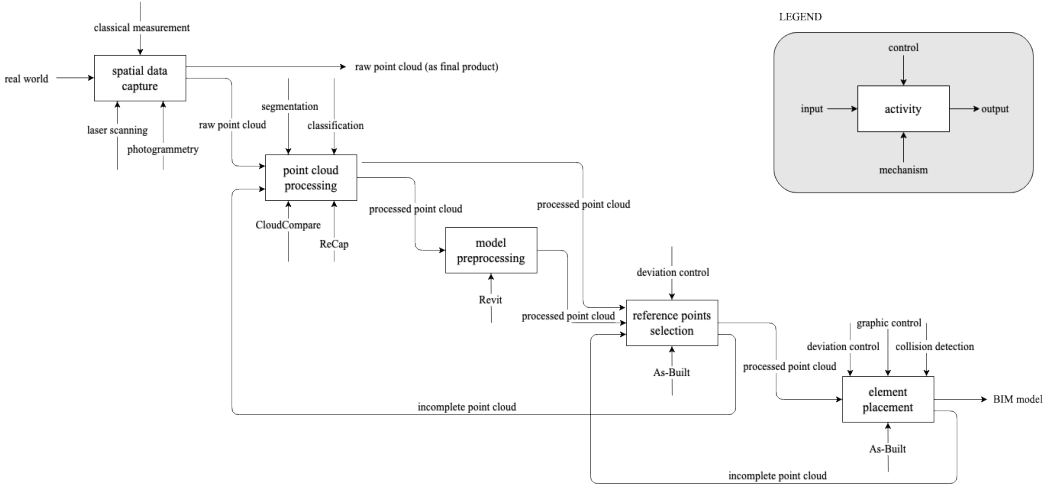 LEGEND
classical measurement
control
real world
spatial data
capture
raw point cloud (as final product)
input
activity
output
mechanism
segmentation
classification
raw point cloud
laser scanning
photogrammetry
point cloud
processing
processed point cloud
processed point cloud
CloudCompare
ReCap
model
preprocessing
Revit
deviation control
processed point cloud
reference points
selection
graphic control
deviation control
collision detection
processed point cloud
As-Built
element
placement
BIM model
incomplete point cloud
As-Built
incomplete point cloud